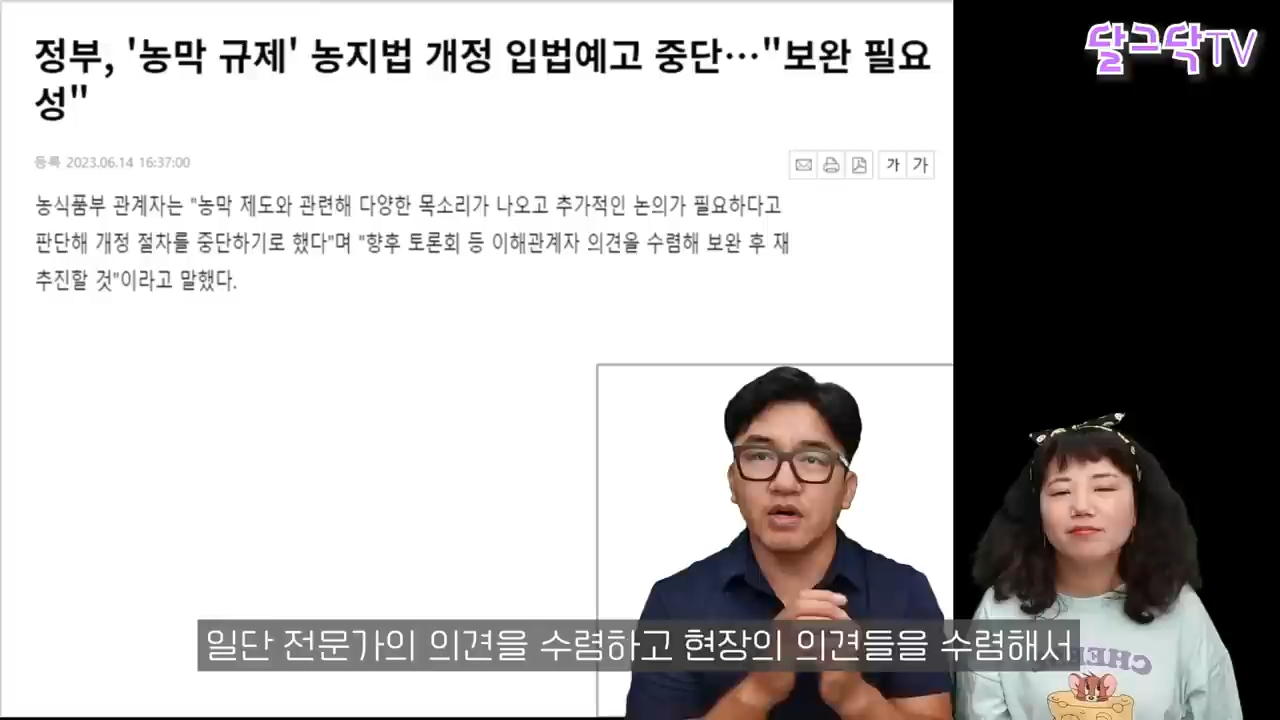 정부, '농막 규제' 농지법 개정 입법예고 중단…"보완 필요
성"
달그닥TV
등록 2023.06.14 16:37:00
가 가
농식품부 관계자는 "농막 제도와 관련해 다양한 목소리가 나오고 추가적인 논의가 필요하다고
판단해 개정 절차를 중단하기로 했다"며 "향후 토론회 등 이해관계자 의견을 수렴해 보완 후 재
추진할 것"이라고 말했다.
일단 전문가의 의견을 수렴하고 현장의 의견들을 수렴해서